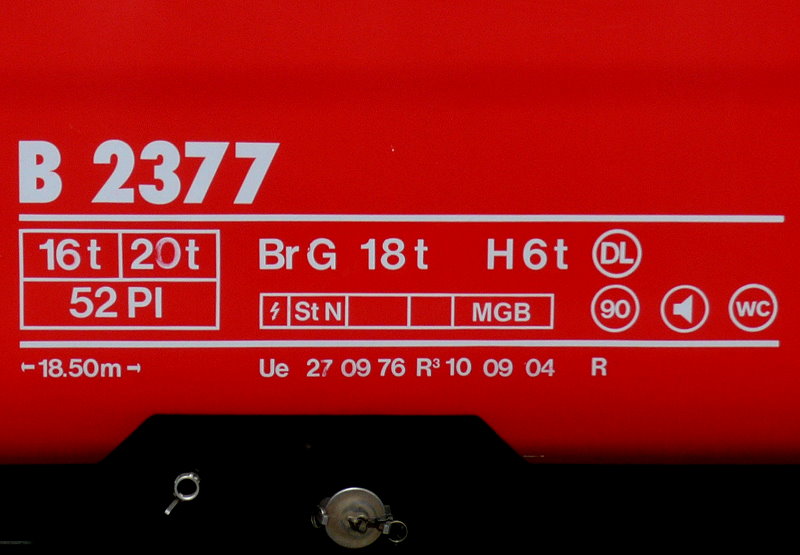 B 2377
16 t 20 t Br G 18 t H 6 t DL
52 Pl St N MGB 90 WC
18.50m Ue 27 09 76 R³ 10 09 04 R